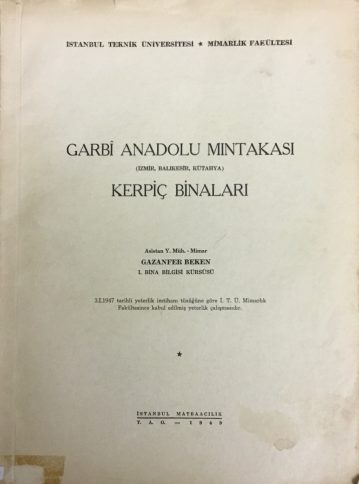 İSTANBUL TEKNİK ÜNİVERSİTESİ ★ MİMARLIK FAKÜLTESİ
GARBİ ANADOLU MINTAKASI
(İZMİR, BALIKESİR, KÜTAHYA)
KERPİÇ BİNALARI
Asistan Y. Müh. - Mimar
GAZANFER BEKEN
I. BİNA BİLGİSİ KÜRSÜSÜ
3.I.1947 tarihli yeterlik imtihanı tüzüğüne göre İ. T. Ü. Mimarlık
Fakültesince kabul edilmiş yeterlik çalışmasıdır.
★
İSTANBUL MATBAACILIK
T. A. O. — 1949